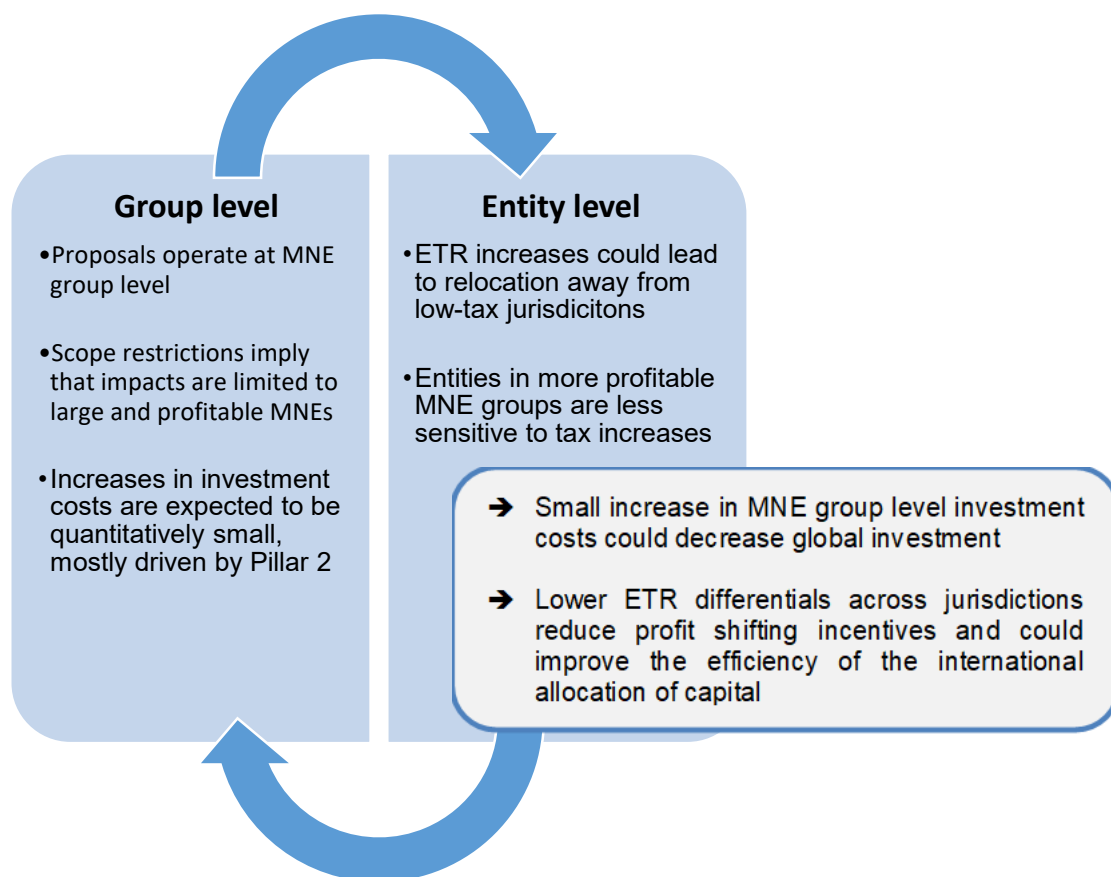 Group level
•Proposals operate at MNE
group level
•Scope restrictions imply
that impacts are limited to
large and profitable MNEs
•Increases in investment
costs are expected to be
quantitatively small,
mostly driven by Pillar 2
Entity level
•ETR increases could lead
to relocation away from
low-tax jurisdicitons
•Entities in more profitable
MNE groups are less
sensitive to tax increases
➔ Small increase in MNE group level investment
costs could decrease global investment
➔ Lower ETR differentials across jurisdictions
reduce profit shifting incentives and could
improve the efficiency of the international
allocation of capital